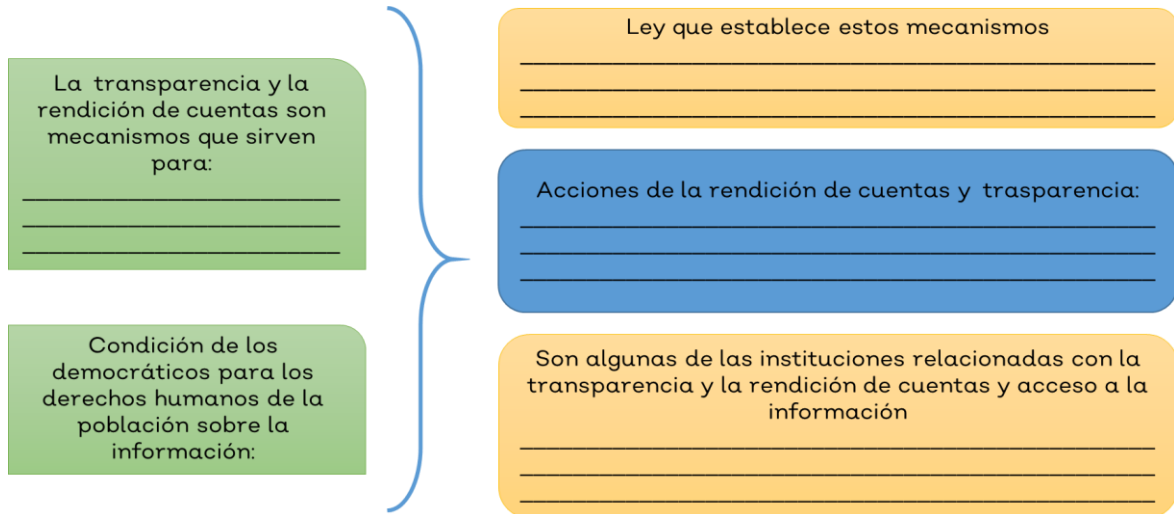 La transparencia y la
rendición de cuentas son
mecanismos que sirven
para:
Condición de los
democráticos para los
derechos humanos de la
población sobre la
información:
Ley que establece estos mecanismos
Acciones de la rendición de cuentas y trasparencia:
Son algunas de las instituciones relacionadas con la
transparencia y la rendición de cuentas y acceso a la
información